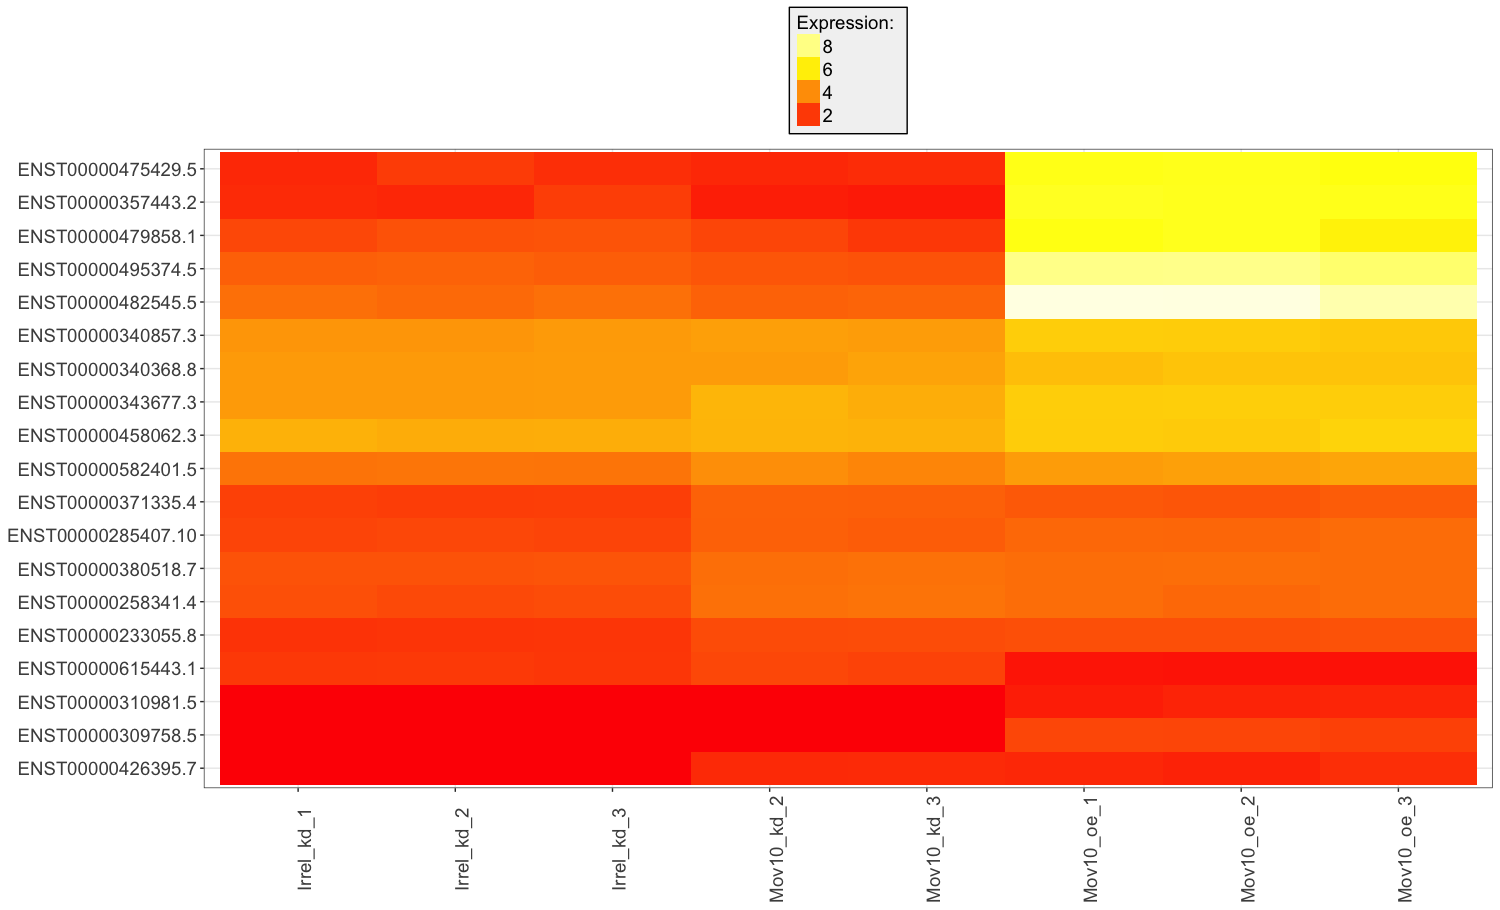 Expression:
8
6
4
2
ENST00000475429.5
ENST00000357443.2
ENST00000479858.1
ENST00000495374.5
ENST00000482545.5
ENST00000340857.3
ENST00000340368.8
ENST00000343677.3
ENST00000458062.3
ENST00000582401.5
ENST00000371335.4
ENST00000285407.10
ENST00000380518.7
ENST00000258341.4
ENST00000233055.8
ENST00000615443.1
ENST00000310981.5
ENST00000309758.5
ENST00000426395.7
Irrel_kd_1
Irrel_kd_2
Irrel_kd_3
Mov10_kd_2
Mov10_kd_3
Mov10_oe_1
Mov10_oe_2
Mov10_oe_3